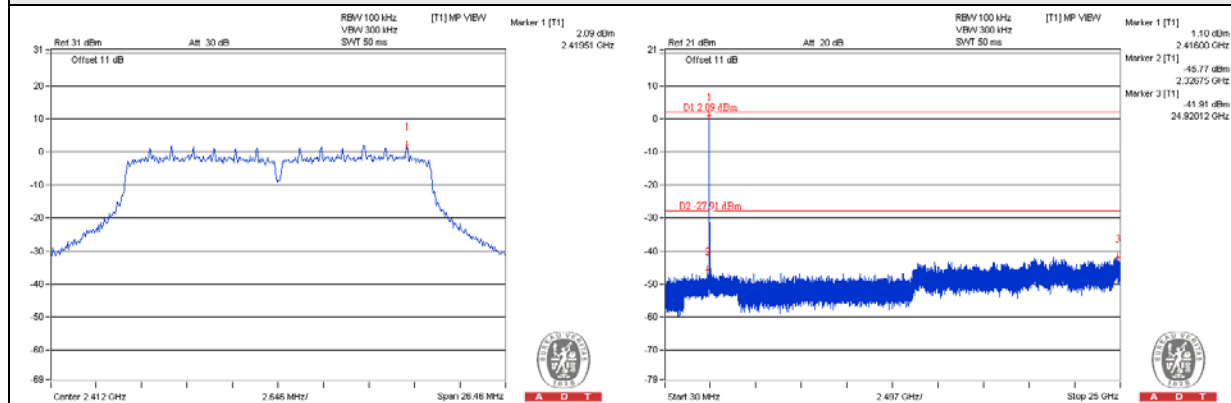 RBW 100 kHz [T1] MP VIEW
VBW 300 kHz
Ref 31 dBm Att 30 dB SWT 50 ms
Marker 1 [T1]
2.09 dBm
2.41951 GHz
31
Offset 11 dB
20
10
1
0
-10
-20
-30
-40
-50
-60
-69
Center 2.412 GHz 2.646 MHz/ Span 26.46 MHz
BUREAU VERITAS
1828
A D T
RBW 100 kHz [T1] MP VIEW
VBW 300 kHz
Ref 21 dBm Att 20 dB SWT 50 ms
Marker 1 [T1]
1.10 dBm
2.41600 GHz
Marker 2 [T1]
-45.77 dBm
2.32675 GHz
Marker 3 [T1]
-41.91 dBm
24.92012 GHz
21
Offset 11 dB
10
1
D1 2.09 dBm
0
-10
-20
D2 -27.91 dBm
-30
2
3
-40
-50
-60
-70
-79
Start 30 MHz 2.497 GHz/ Stop 25 GHz
BUREAU VERITAS
1828
A D T